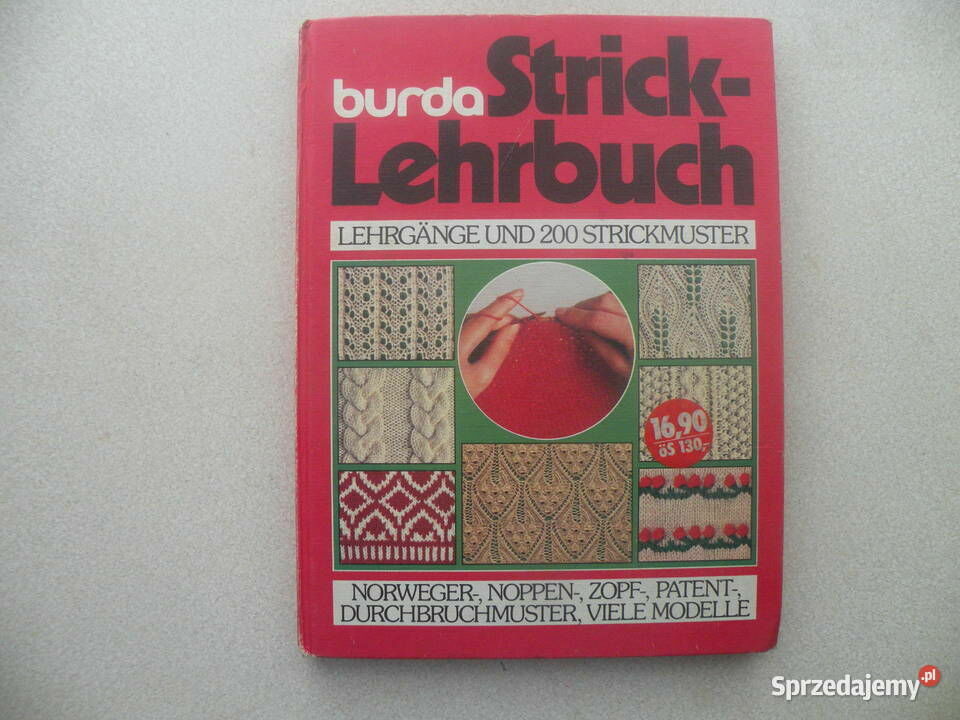 burda Strick-
Lehrbuch
LEHRGÄNGE UND 200 STRICKMUSTER
16,90
öS 130,-
NORWEGER-, NOPPEN-, ZOPF-, PATENT-,
DURCHBRUCHMUSTER, VIELE MODELLE
Sprzedajemy.pl